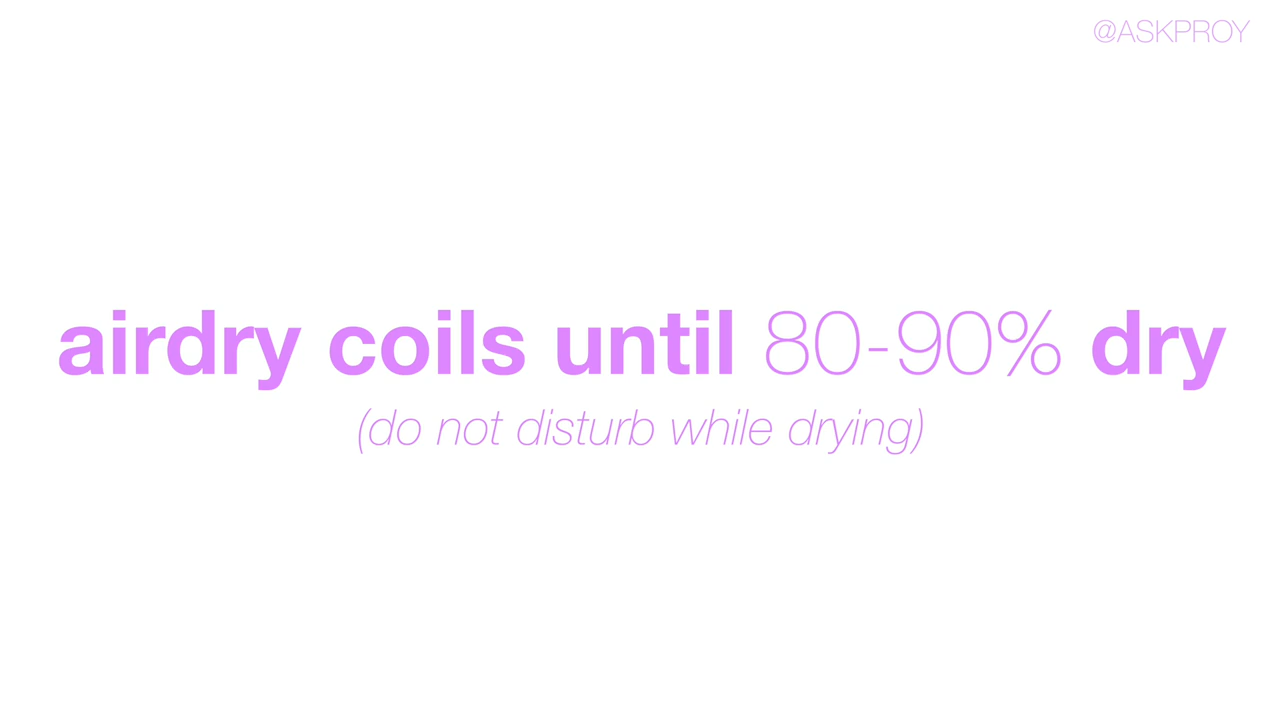 @ASKPROY
airdry coils until 80-90% dry
(do not disturb while drying)